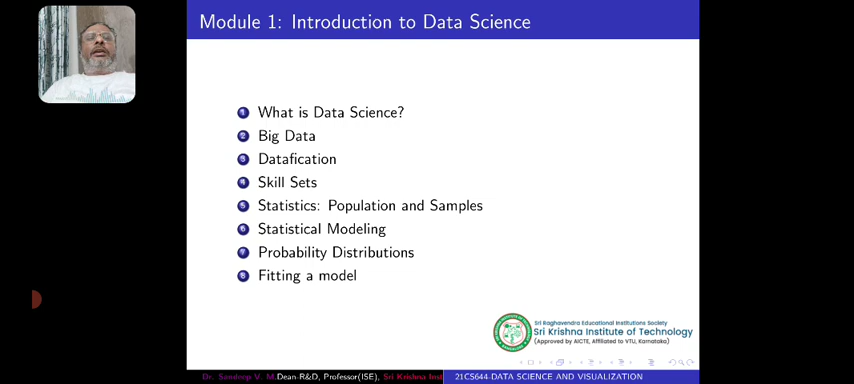 Module 1: Introduction to Data Science
1 What is Data Science?
2 Big Data
3 Datafication
4 Skill Sets
5 Statistics: Population and Samples
6 Statistical Modeling
7 Probability Distributions
8 Fitting a model
Sri Raghavendra Educational Institutions Society
Sri Krishna Institute of Technology
(Approved by AICTE, Affiliated to VTU, Karnataka)
Dr. Sandeep V. M,Dean-R&D, Professor(ISE), Sri Krishna Inst 21CS644-DATA SCIENCE AND VISUALIZATION